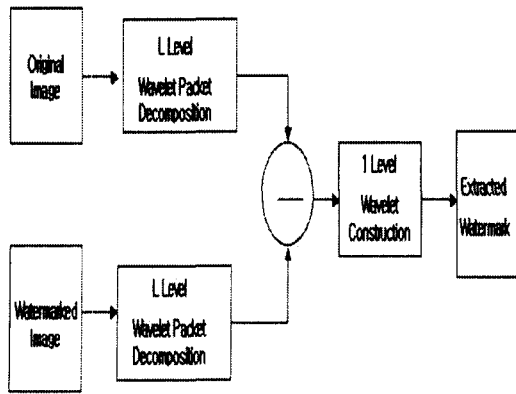 Original
Image
L Level
Wavelet Packet
Decomposition
1 Level
Wavelet
Construction
Extracted
Watermark
Watermarked
Image
L Level
Wavelet Packet
Decomposition